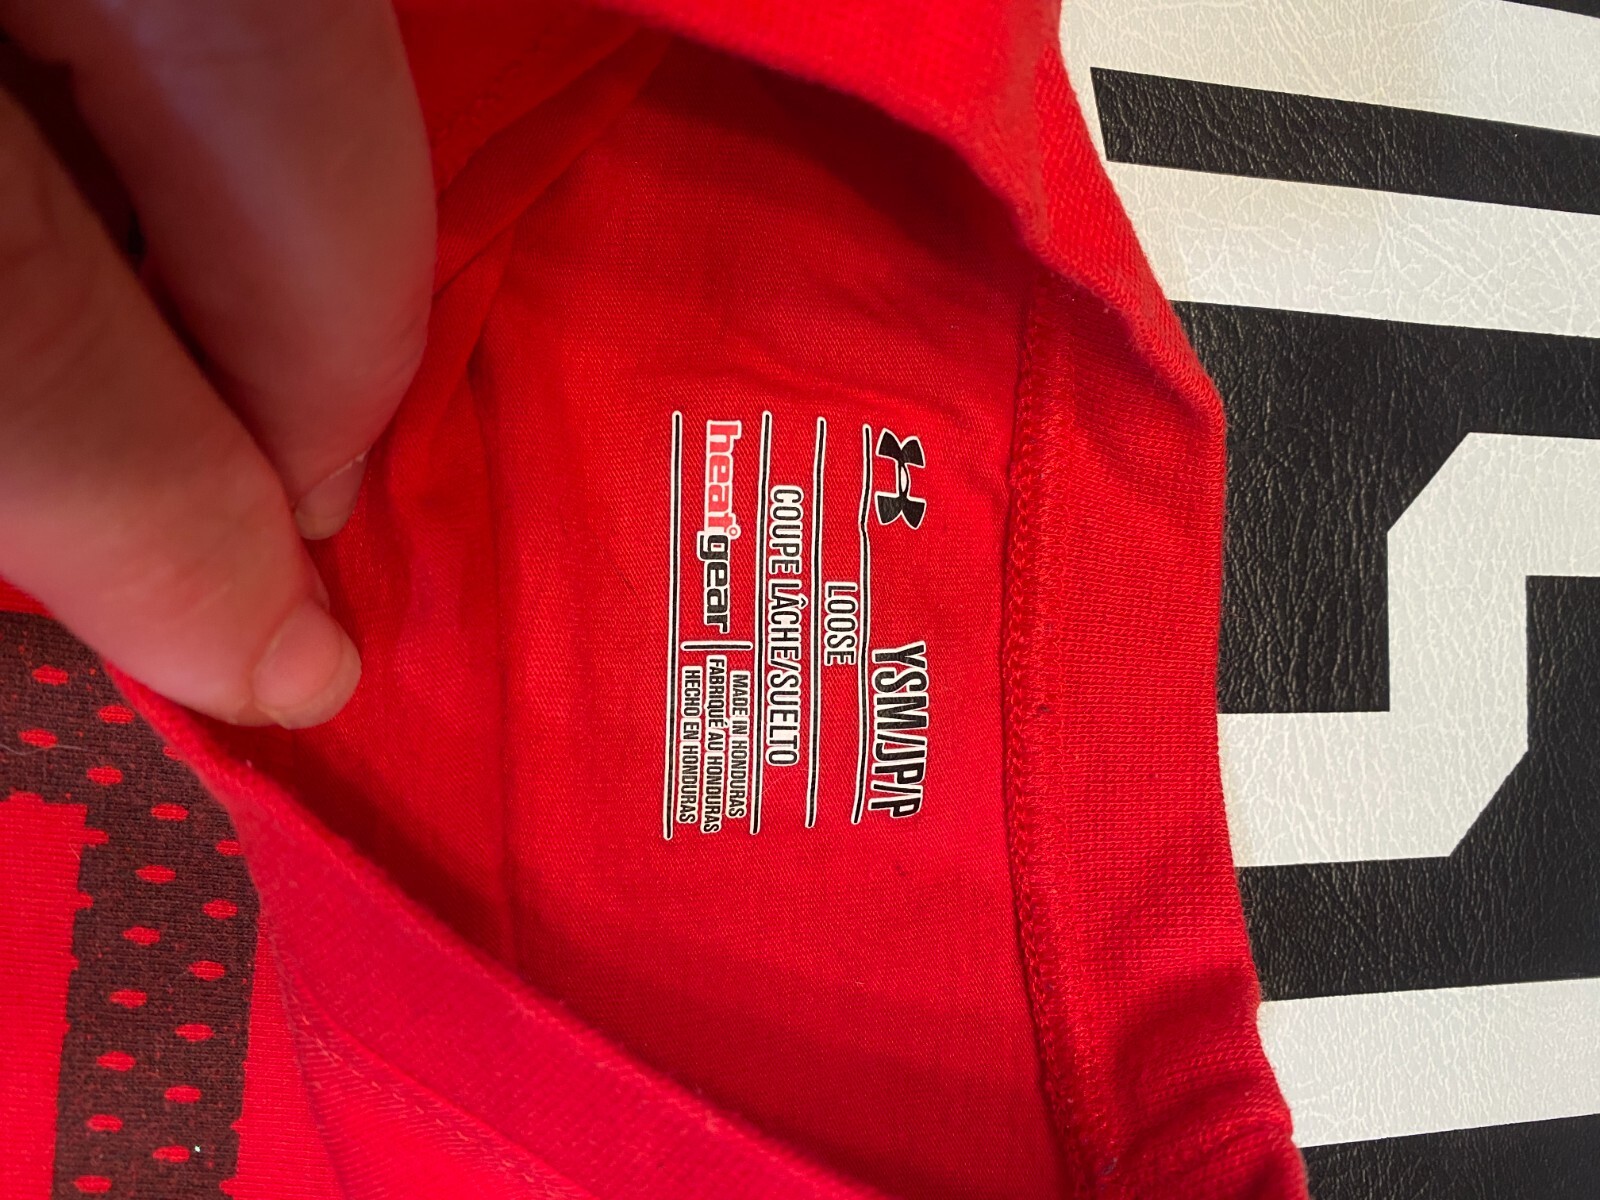 YSM/JP/P
LOOSE
COUPE LÂCHE/SUELTO
heatgear
MADE IN HONDURAS
FABRIQUÉ AU HONDURAS
HECHO EN HONDURAS